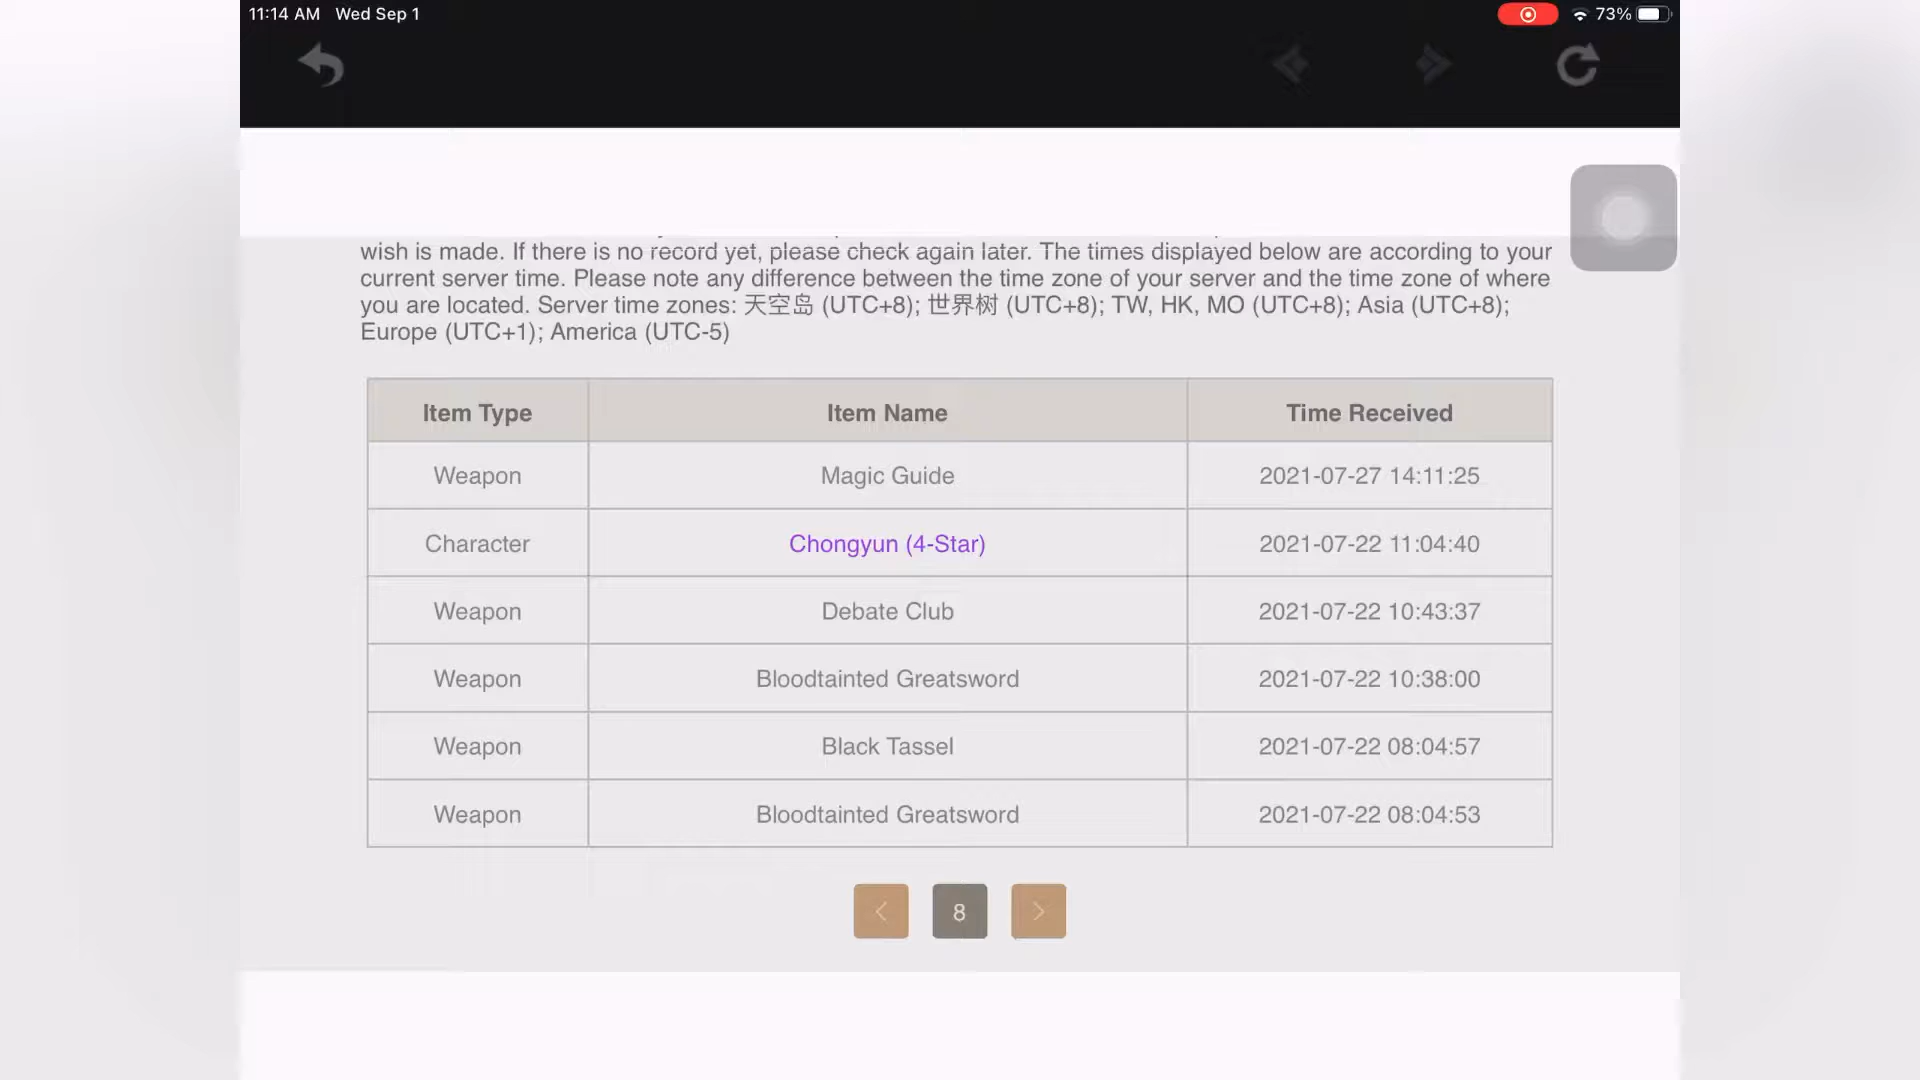 11:14 AM Wed Sep 1
73%
wish is made. If there is no record yet, please check again later. The times displayed below are according to your
current server time. Please note any difference between the time zone of your server and the time zone of where
you are located. Server time zones: 天空岛 (UTC+8); 世界树 (UTC+8); TW, HK, MO (UTC+8); Asia (UTC+8);
Europe (UTC+1); America (UTC-5)
Item Type Item Name Time Received
Weapon Magic Guide 2021-07-27 14:11:25
Character Chongyun (4-Star) 2021-07-22 11:04:40
Weapon Debate Club 2021-07-22 10:43:37
Weapon Bloodtainted Greatsword 2021-07-22 10:38:00
Weapon Black Tassel 2021-07-22 08:04:57
Weapon Bloodtainted Greatsword 2021-07-22 08:04:53
8